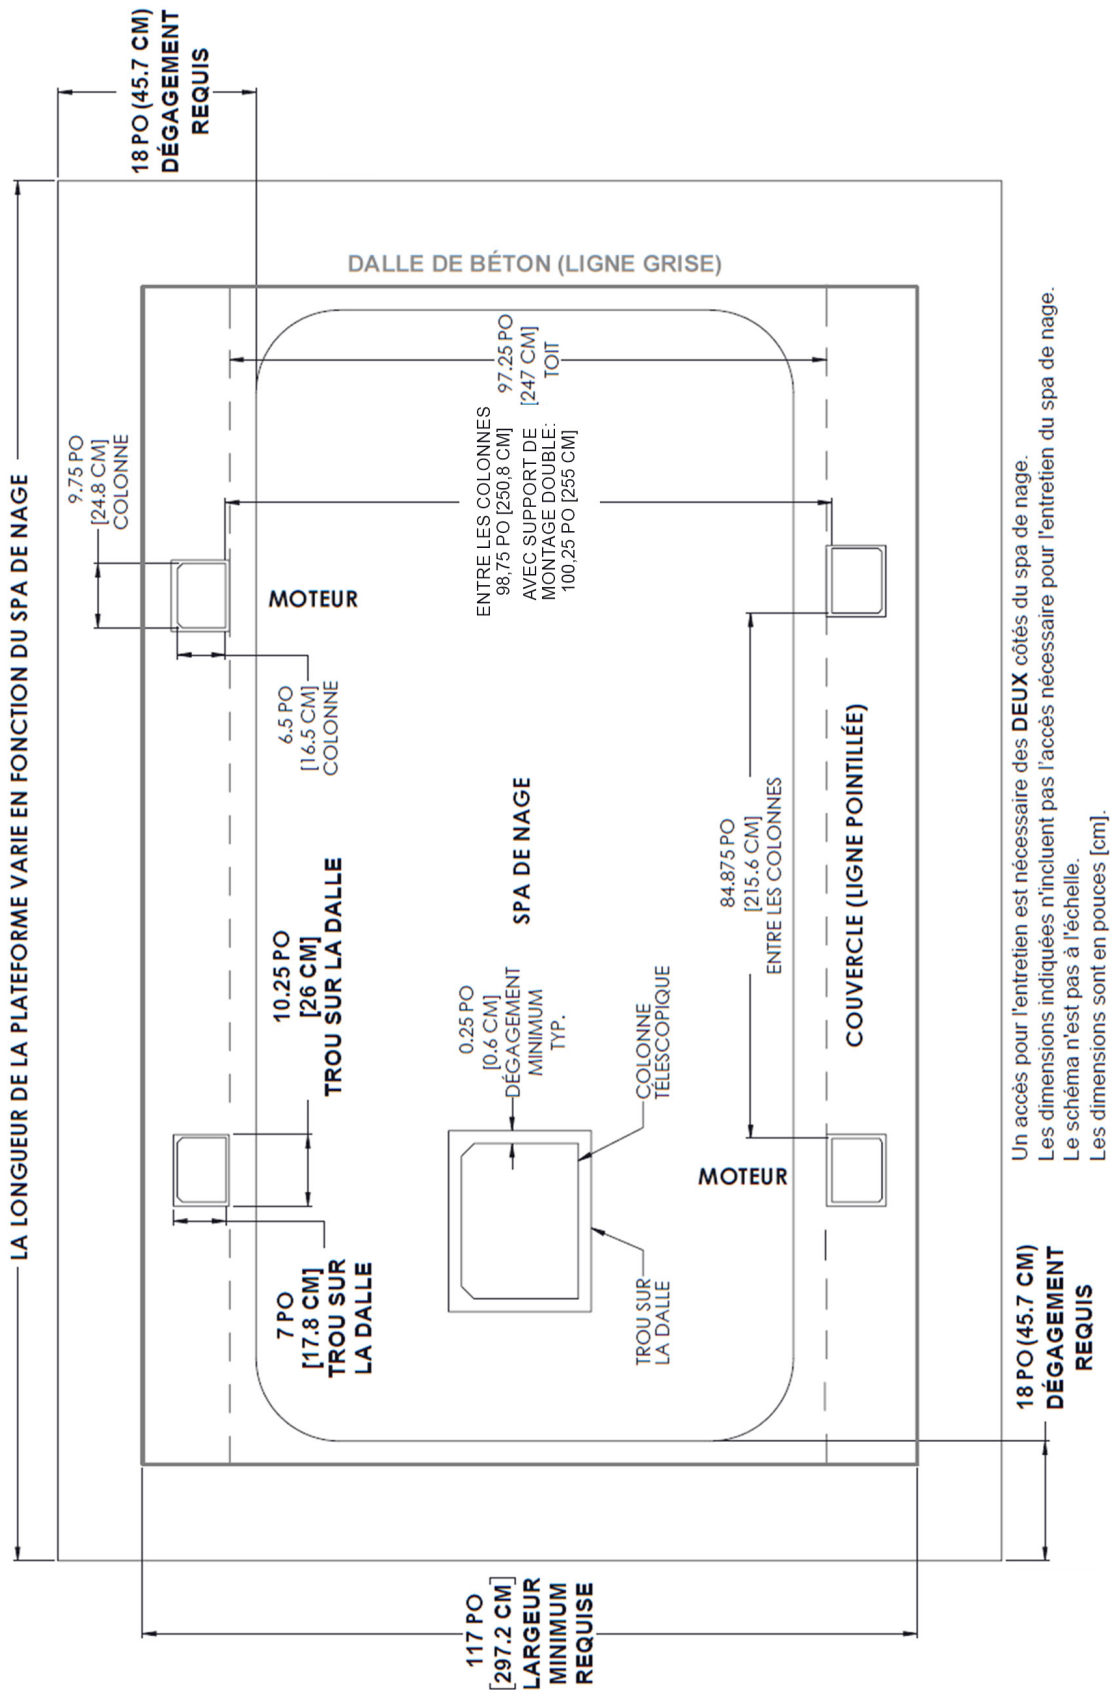 LA LONGUEUR DE LA PLATEFORME VARIE EN FONCTION DU SPA DE NAGE
18 PO (45.7 CM)
DÉGAGEMENT
REQUIS
9.75 PO
[24.8 CM]
COLONNE
DALLE DE BÉTON (LIGNE GRISE)
MOTEUR
6.5 PO
[16.5 CM]
COLONNE
10.25 PO
[26 CM]
TROU SUR LA DALLE
7 PO
[17.8 CM]
TROU SUR
LA DALLE
97.25 PO
[247 CM]
TOIT
ENTRE LES COLONNES
98,75 PO [250,8 CM]
AVEC SUPPORT DE
MONTAGE DOUBLE:
100,25 PO [255 CM]
SPA DE NAGE
0.25 PO
[0.6 CM]
DÉGAGEMENT
MINIMUM
TYP.
COLONNE
TÉLESCOPIQUE
TROU SUR
LA DALLE
MOTEUR
84.875 PO
[215.6 CM]
ENTRE LES COLONNES
COUVERCLE (LIGNE POINTILLÉE)
117 PO
[297.2 CM]
LARGEUR
MINIMUM
REQUISE
18 PO (45.7 CM)
DÉGAGEMENT
REQUIS
Un accès pour l'entretien est nécessaire des DEUX côtés du spa de nage.
Les dimensions indiquées n'incluent pas l'accès nécessaire pour l'entretien du spa de nage.
Le schéma n'est pas à l'échelle.
Les dimensions sont en pouces [cm].